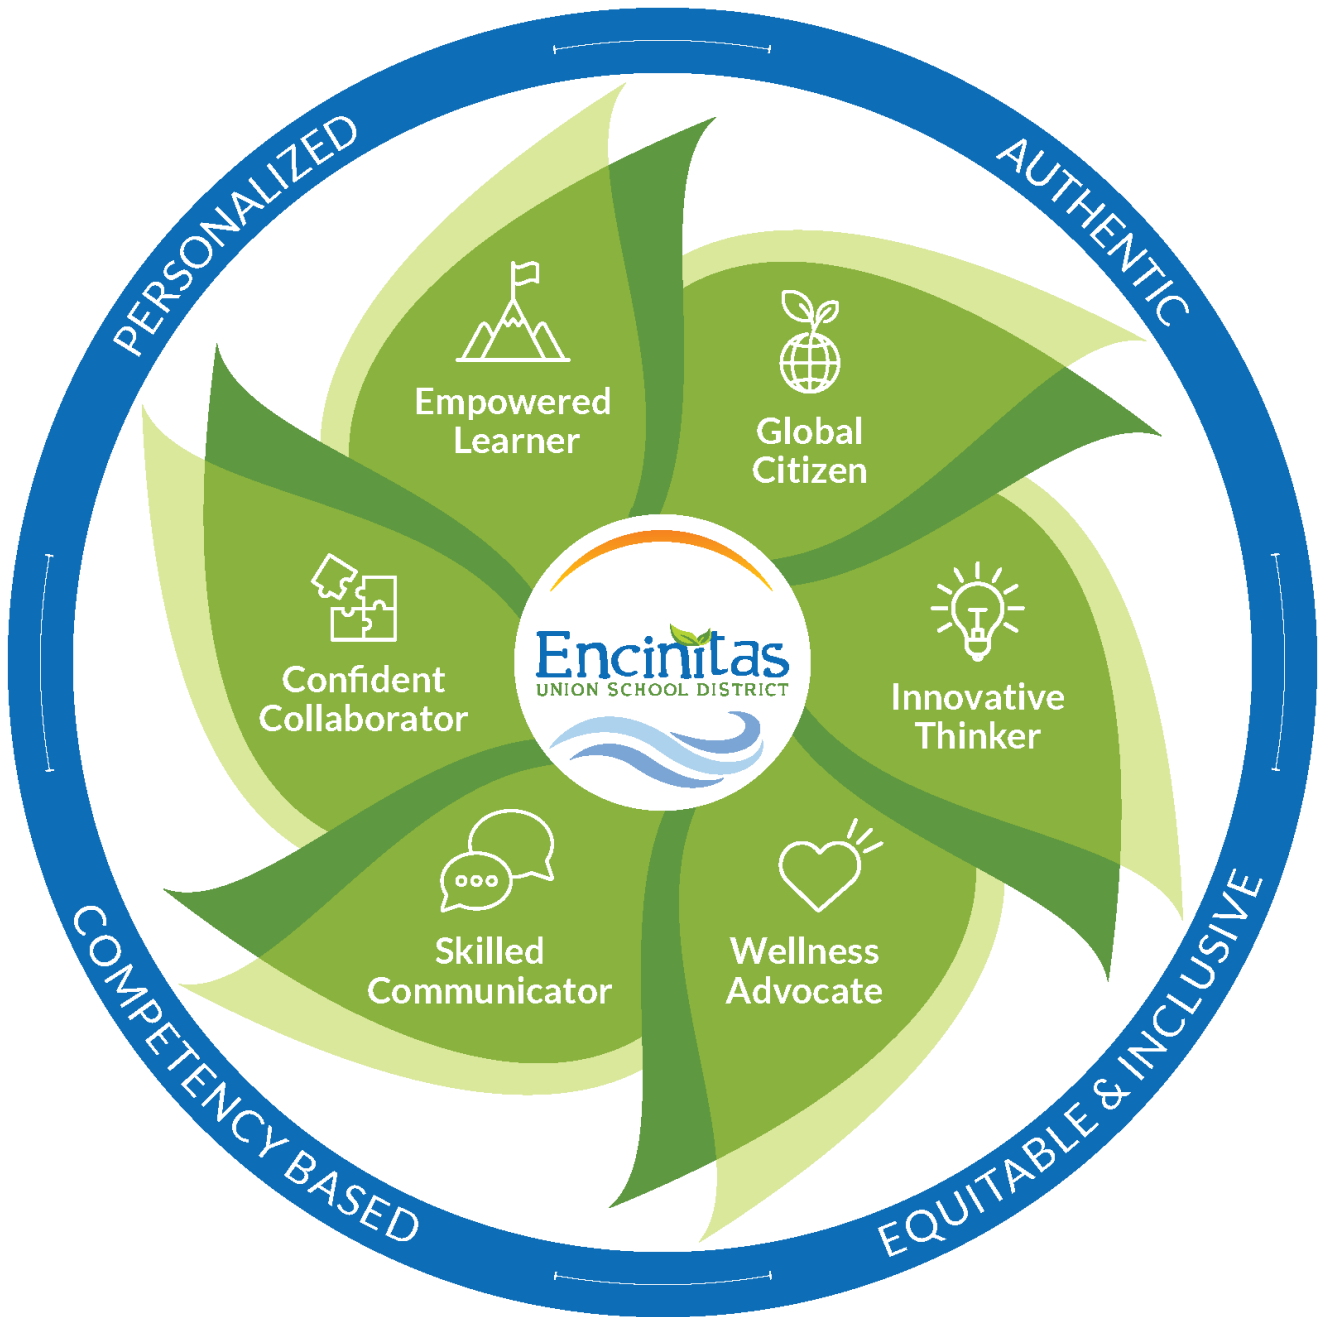 PERSONALIZED
AUTHENTIC
Empowered
Learner
Global
Citizen
Confident
Collaborator
Encinitas
UNION SCHOOL DISTRICT
Innovative
Thinker
Skilled
Communicator
Wellness
Advocate
COMPETENCY BASED
EQUITABLE & INCLUSIVE